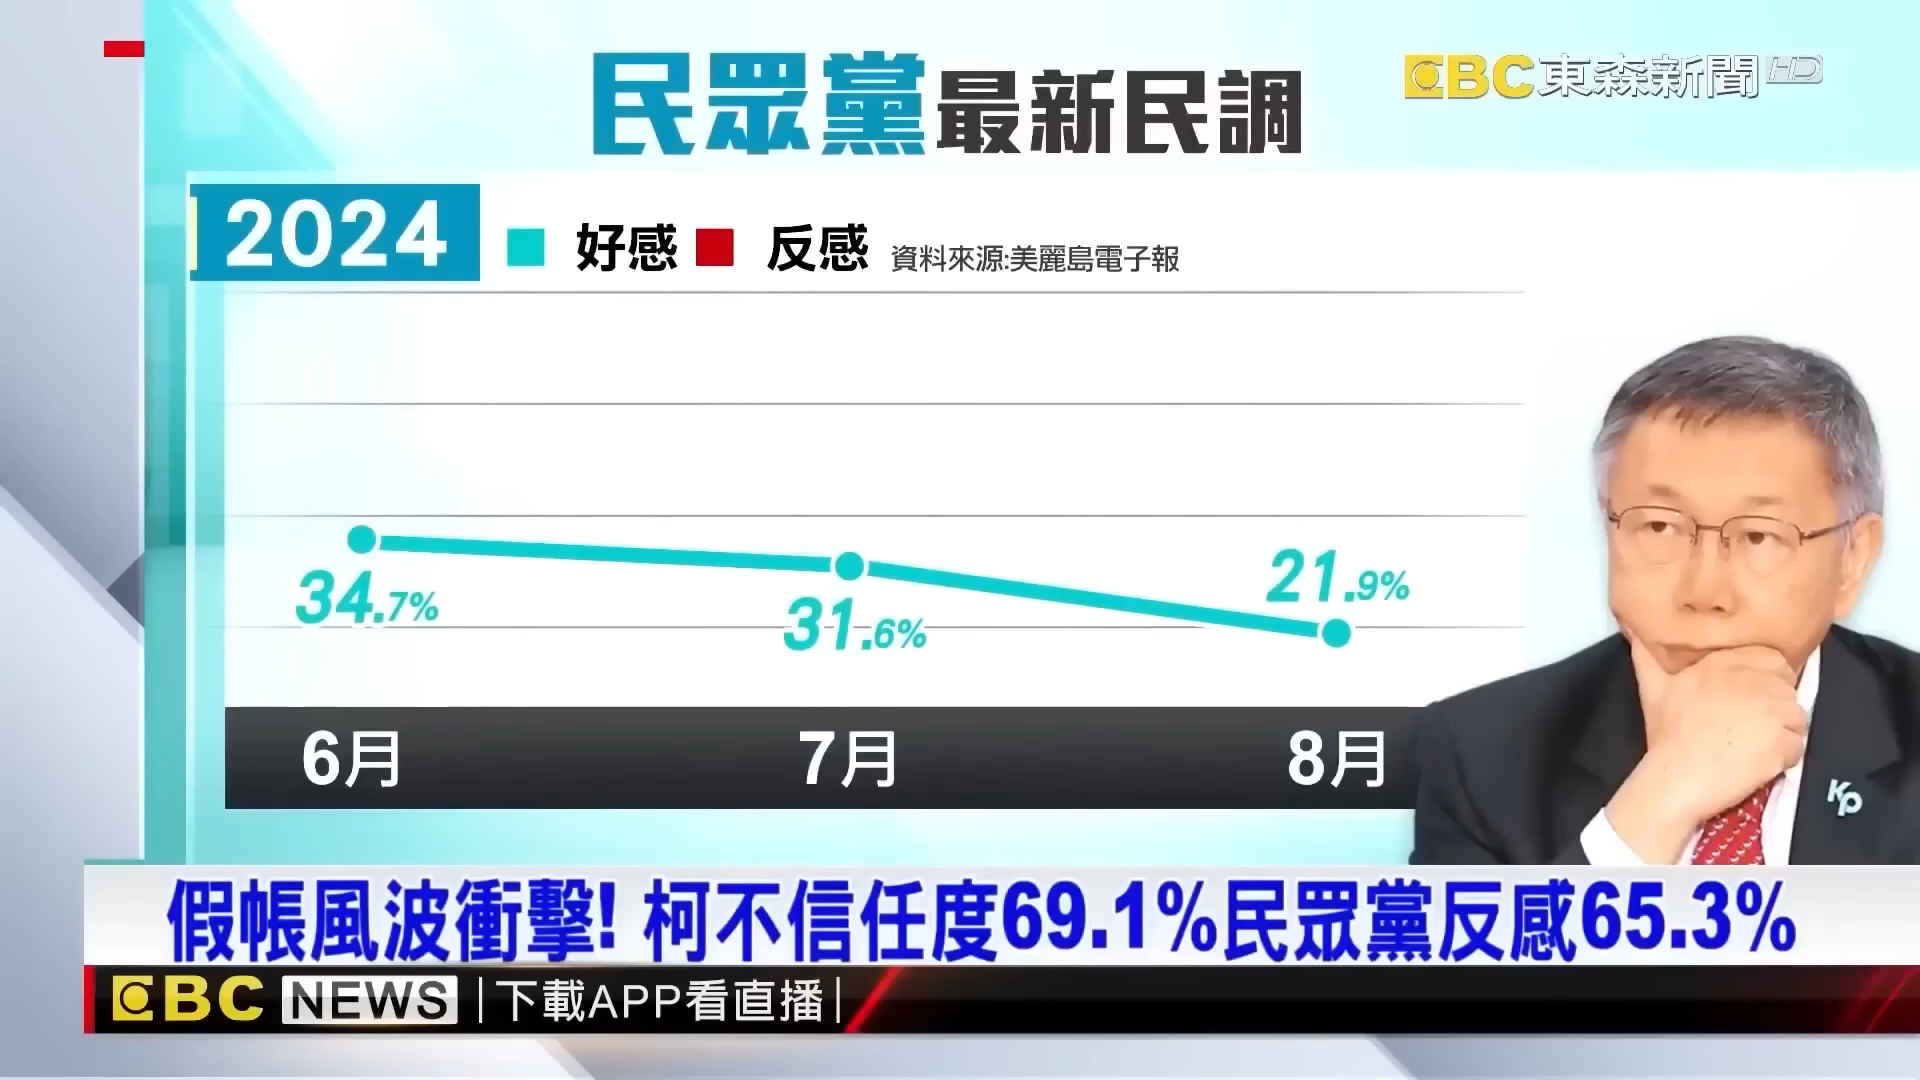 民眾黨最新民調
EBC東森新聞HD
2024
好感 反感 資料來源:美麗島電子報
34.7%
31.6%
21.9%
6月 7月 8月
KP
假帳風波衝擊! 柯不信任度69.1%民眾黨反感65.3%
EBC NEWS 下載APP看直播